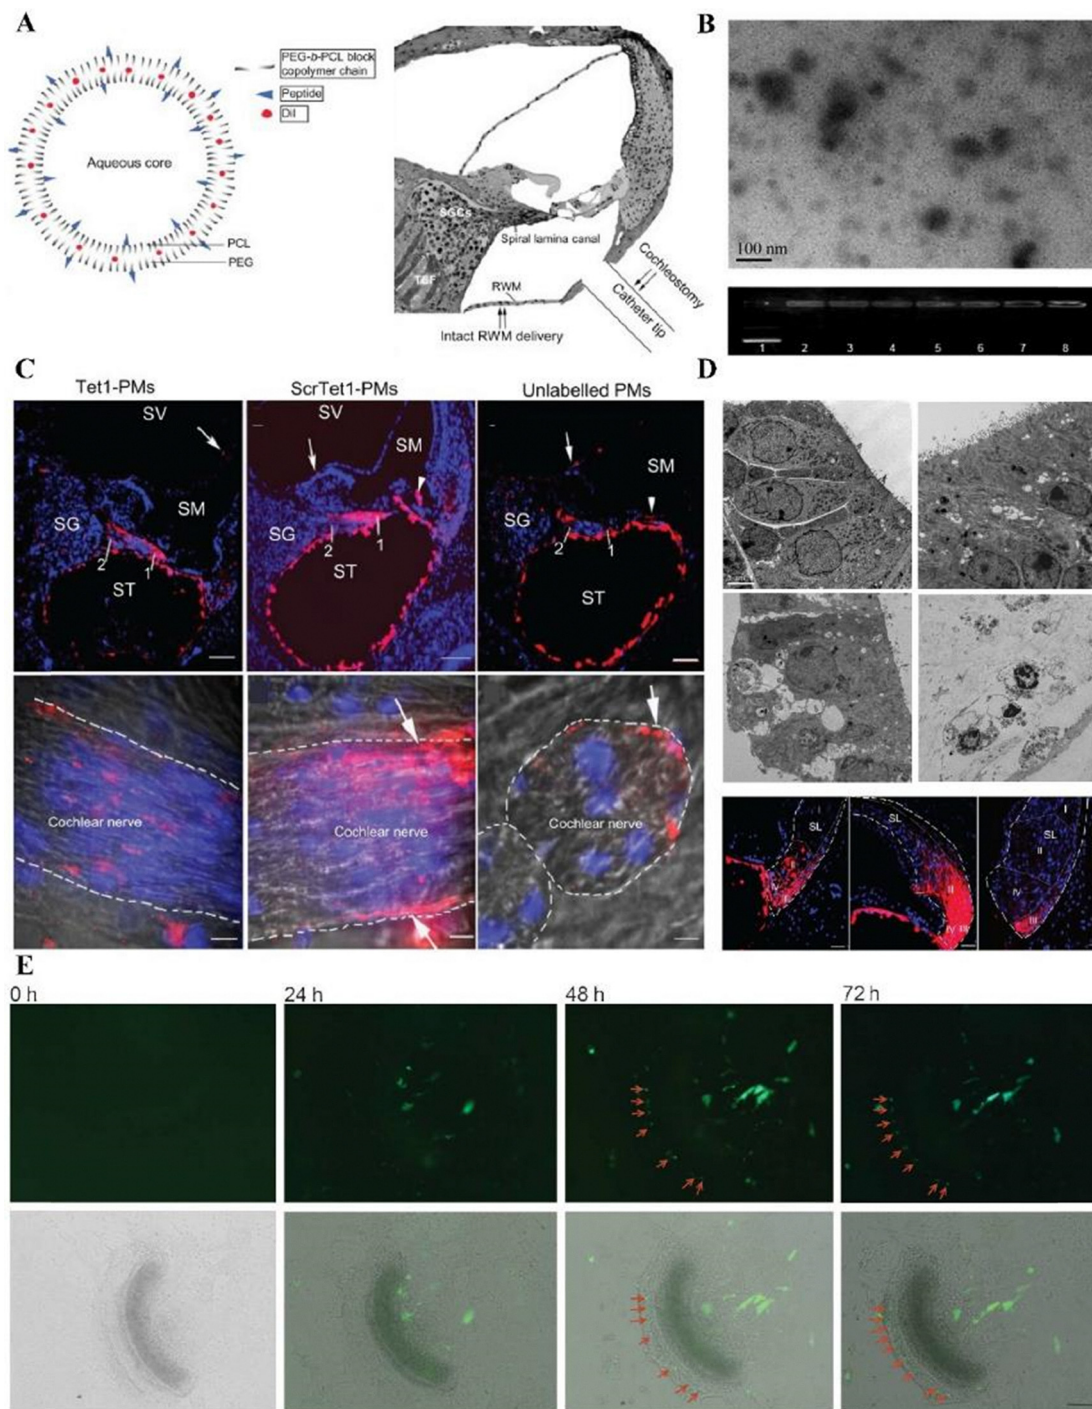 A
PEG-b-PCL block
copolymer chain
Peptide
DiI
Aqueous core
PCL
PEG
SGCs
Spiral lamina canal
RWM
Intact RWM delivery
Cochleostomy
Catheter tip
B
100 nm
1 2 3 4 5 6 7 8
C
Tet1-PMs
ScrTet1-PMs
Unlabelled PMs
SV
SM
SG
2
1
ST
SV
SM
SG
2
1
ST
SM
SG
2
1
ST
Cochlear nerve
Cochlear nerve
Cochlear nerve
D
I
SL
SL
II
I
SL
II
IV
III
E
0 h
24 h
48 h
72 h